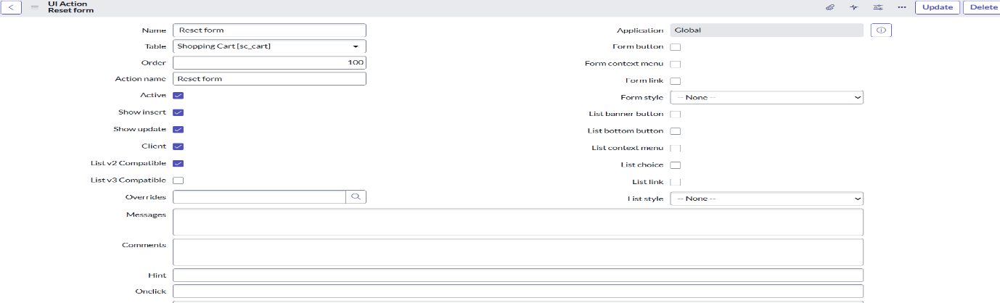 UI Action
Reset form
Update
Delete
Name Reset form
Table Shopping Cart [sc_cart]
Order 100
Action name Reset form
Active
Show insert
Show update
Client
List v2 Compatible
List v3 Compatible
Overrides
Application Global
Form button
Form context menu
Form link
Form style -- None --
List banner button
List bottom button
List context menu
List choice
List link
List style -- None --
Messages
Comments
Hint
Onclick